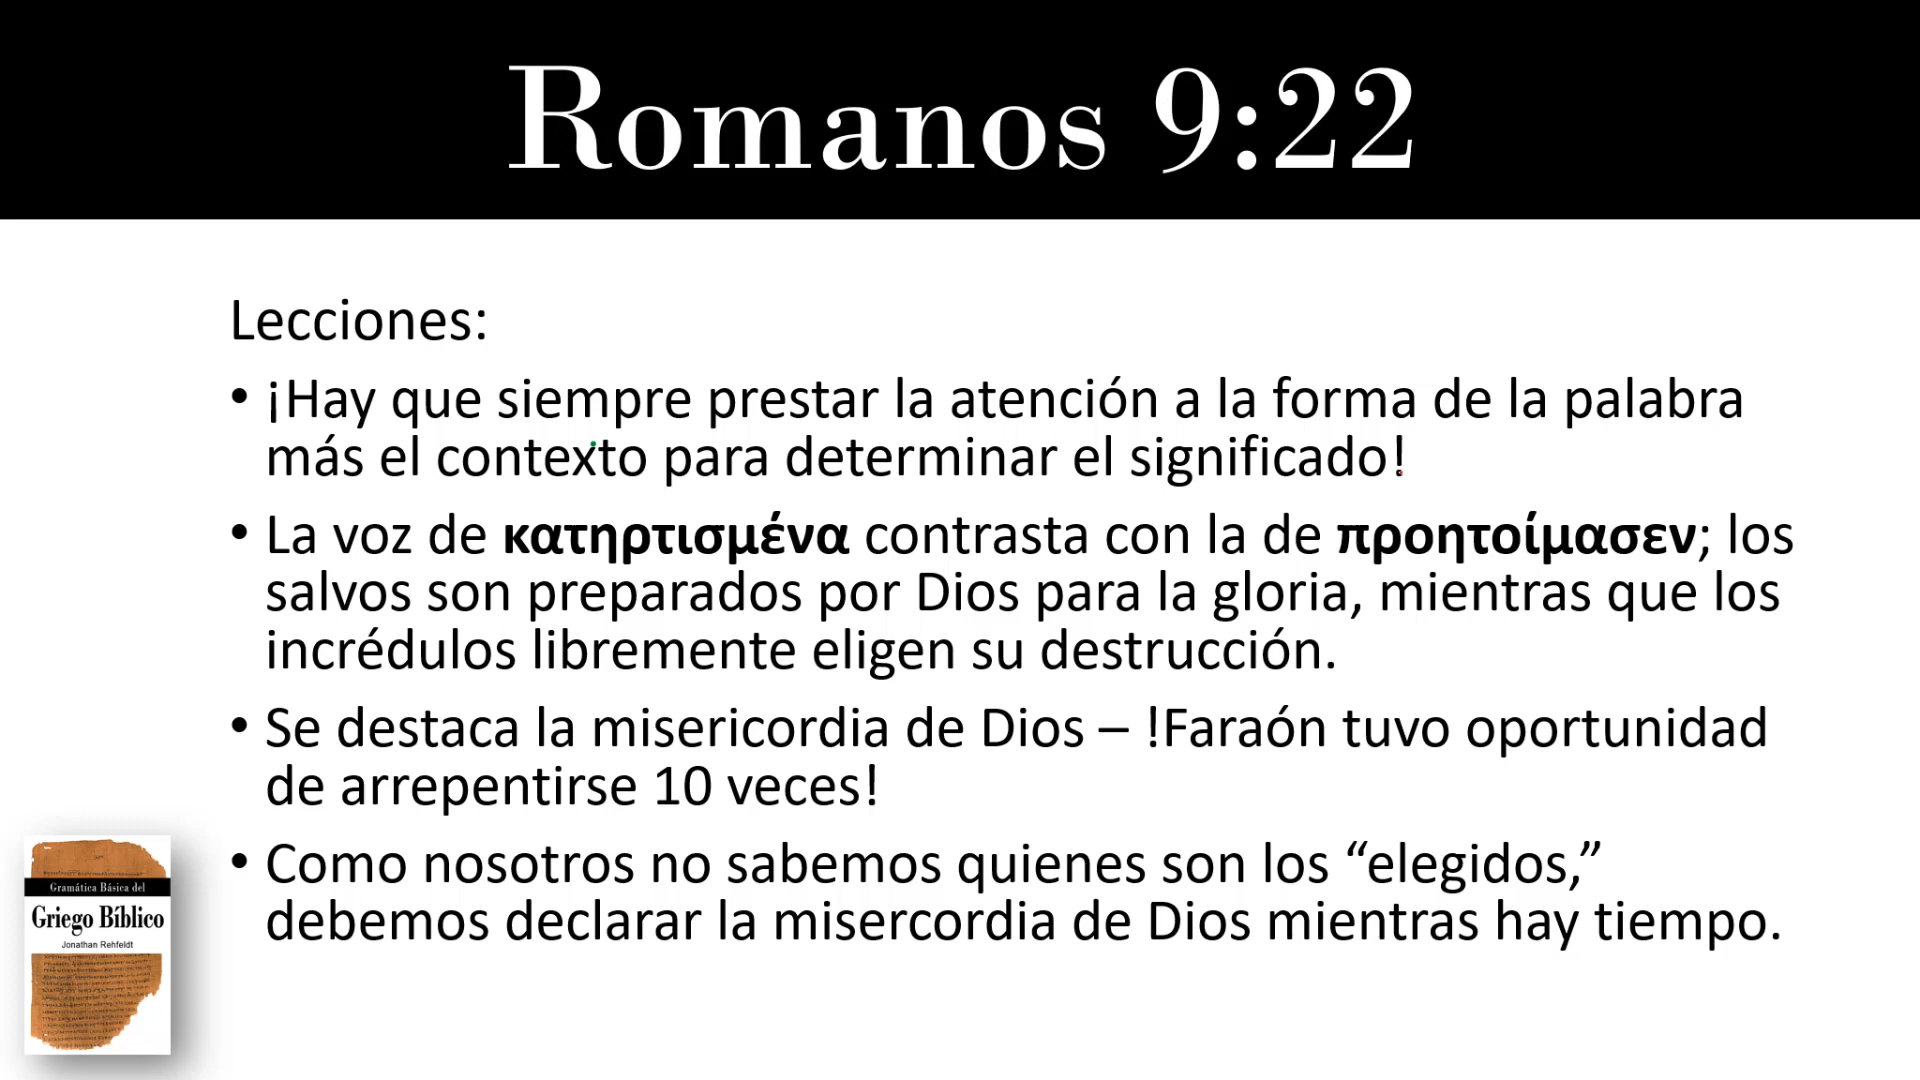 Romanos 9:22
Lecciones:
• ¡Hay que siempre prestar la atención a la forma de la palabra
más el contexto para determinar el significado!
• La voz de κατηρτισμένα contrasta con la de προητοίμασεν; los
salvos son preparados por Dios para la gloria, mientras que los
incrédulos libremente eligen su destrucción.
• Se destaca la misericordia de Dios – !Faraón tuvo oportunidad
de arrepentirse 10 veces!
• Como nosotros no sabemos quienes son los “elegidos,”
debemos declarar la misercordia de Dios mientras hay tiempo.
Gramática Básica del
Griego Bíblico
Jonathan Rehfeldt